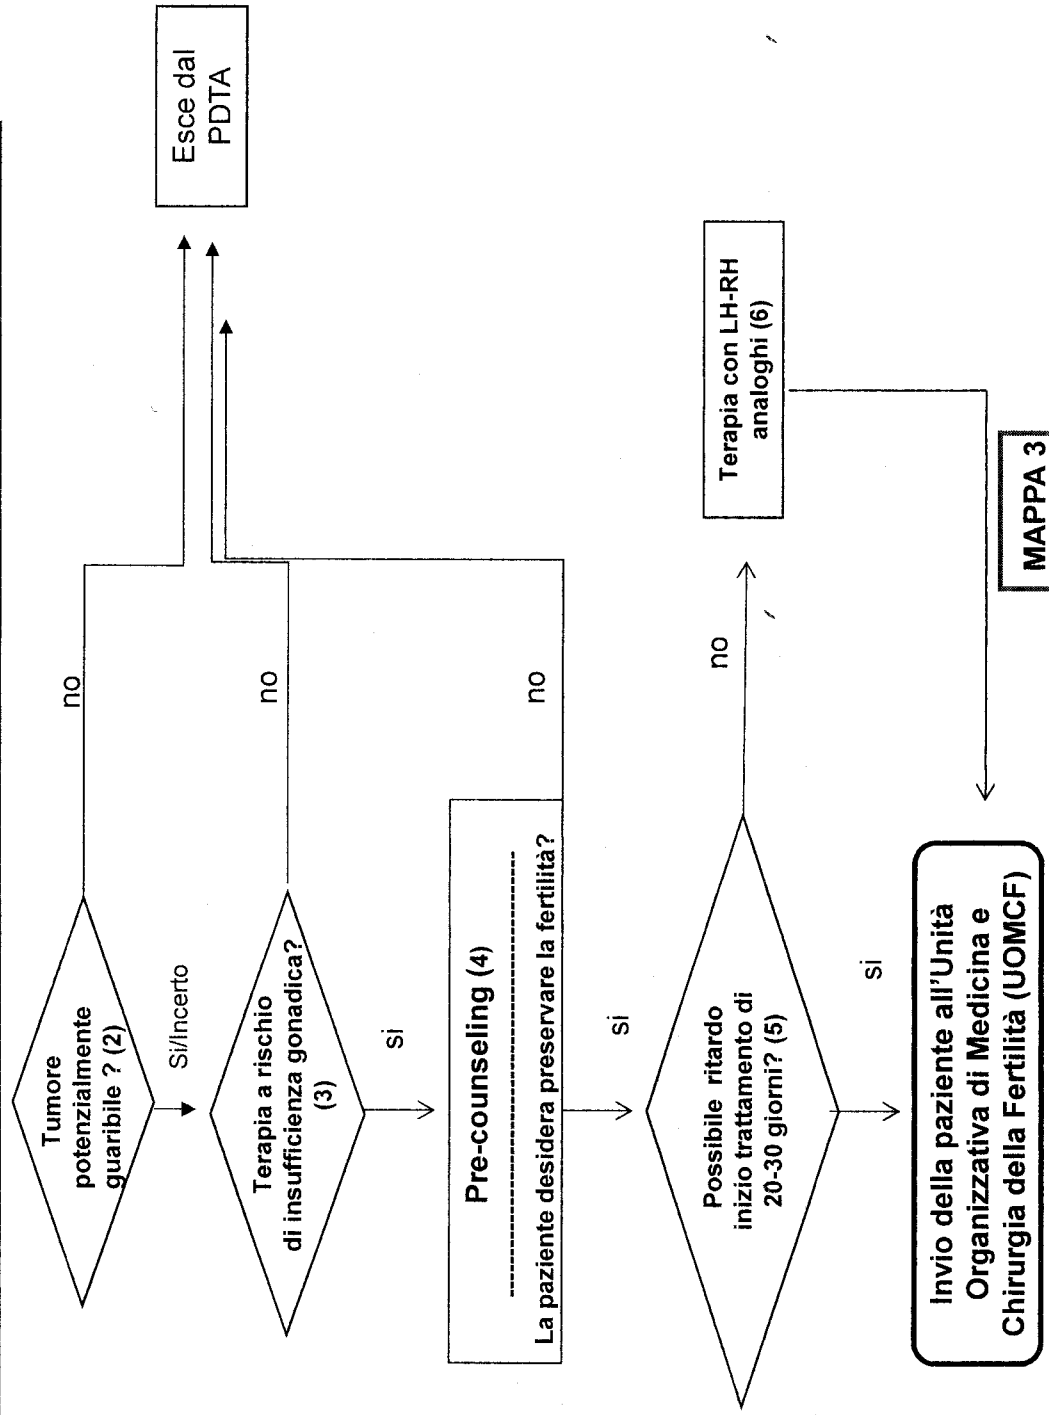 Tumore
potenzialmente
guaribile ? (2)
no
Esce dal
PDTA
Si/Incerto
Terapia a rischio
di insufficienza gonadica?
(3)
no
si
Pre-counseling (4)
La paziente desidera preservare la fertilità?
no
si
Possibile ritardo
inizio trattamento di
20-30 giorni? (5)
no
Terapia con LH-RH
analoghi (6)
si
Invio della paziente all'Unità
Organizzativa di Medicina e
Chirurgia della Fertilità (UOMCF)
MAPPA 3